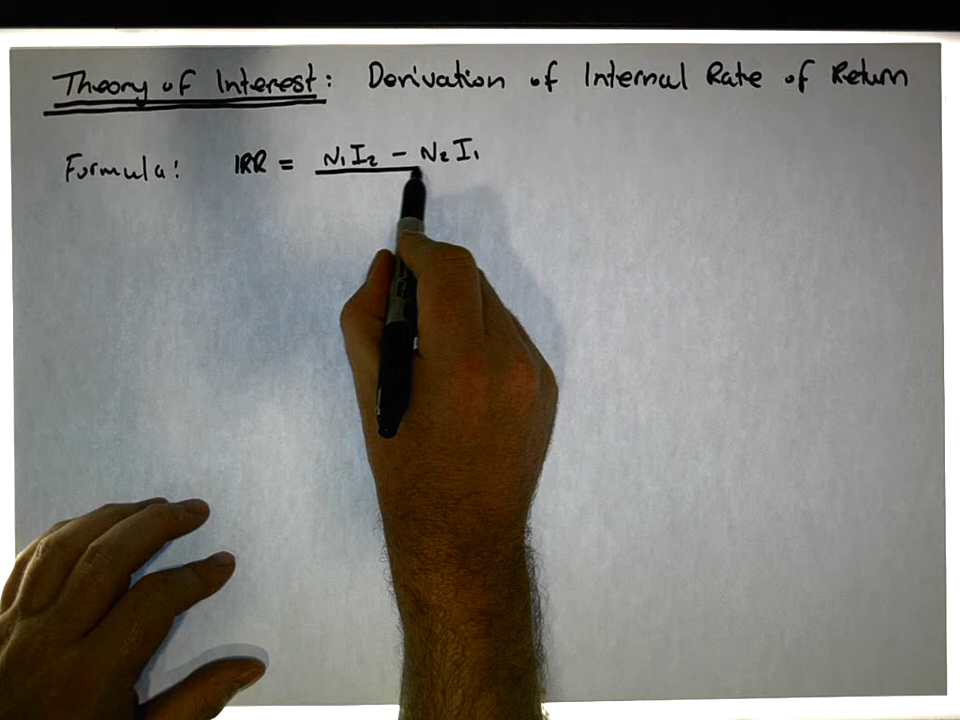 Theory of Interest: Derivation of Internal Rate of Return
Formula: IRR = N₁I₂ - N₂I₁